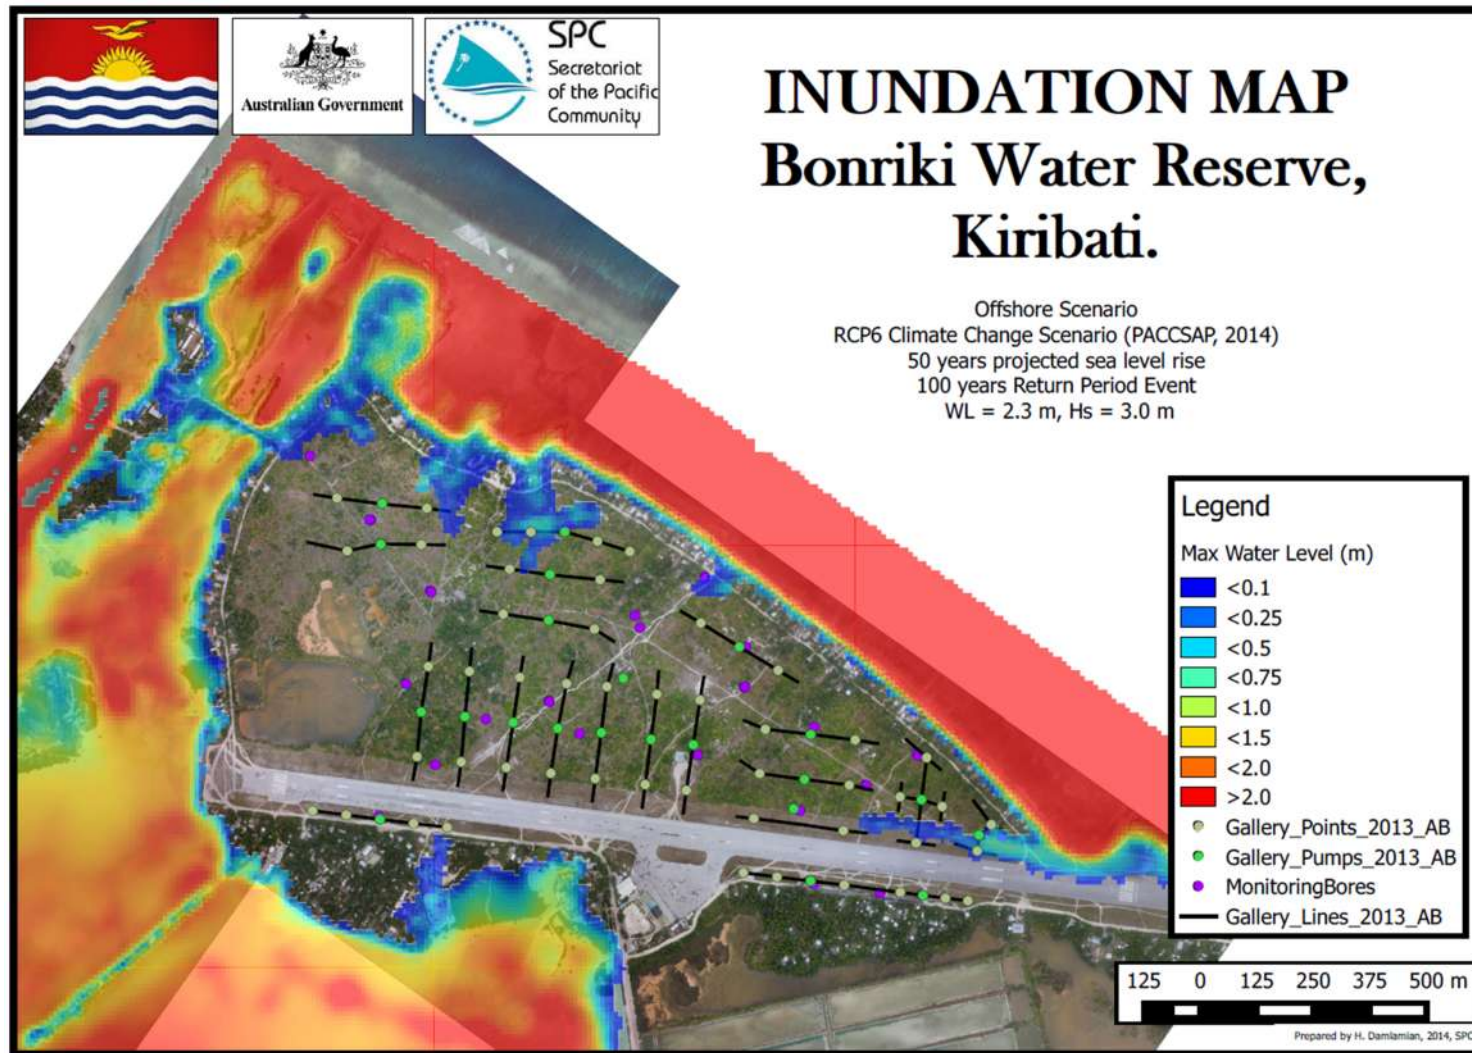 Australian Government
SPC
Secretariat
of the Pacific
Community
INUNDATION MAP
Bonriki Water Reserve,
Kiribati.
Offshore Scenario
RCP6 Climate Change Scenario (PACCSAP, 2014)
50 years projected sea level rise
100 years Return Period Event
WL = 2.3 m, Hs = 3.0 m
Legend
Max Water Level (m)
<0.1
<0.25
<0.5
<0.75
<1.0
<1.5
<2.0
>2.0
Gallery_Points_2013_AB
Gallery_Pumps_2013_AB
MonitoringBores
Gallery_Lines_2013_AB
125 0 125 250 375 500 m
Prepared by H. Damlamian, 2014, SPC